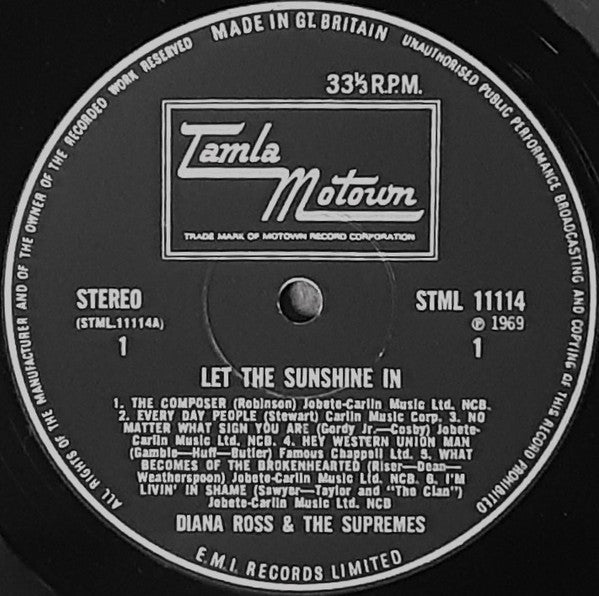 MADE IN GT. BRITAIN
UNAUTHORISED PUBLIC PERFORMANCE BROADCASTING AND COPYING OF THIS RECORD PROHIBITED
ALL RIGHTS OF THE MANUFACTURER AND OF THE OWNER OF THE RECORDED WORK RESERVED
33⅓ R.P.M.
Tamla
Motown
TRADE MARK OF MOTOWN RECORD CORPORATION
STEREO
(STML.11114A)
1
STML 11114
℗ 1969
1
LET THE SUNSHINE IN
1. THE COMPOSER (Robinson) Jobete-Carlin Music Ltd. NCB.
2. EVERY DAY PEOPLE (Stewart) Carlin Music Corp. 3. NO
MATTER WHAT SIGN YOU ARE (Gordy Jr.—Cosby) Jobete-
Carlin Music Ltd. NCB. 4. HEY WESTERN UNION MAN
(Gamble—Huff—Butler) Famous Chappell Ltd. 5. WHAT
BECOMES OF THE BROKENHEARTED (Riser—Dean—
Weatherspoon) Jobete-Carlin Music Ltd. NCB. 6. I'M
LIVIN' IN SHAME (Sawyer—Taylor and "The Clan")
Jobete-Carlin Music Ltd. NCB
DIANA ROSS & THE SUPREMES
E.M.I. RECORDS LIMITED